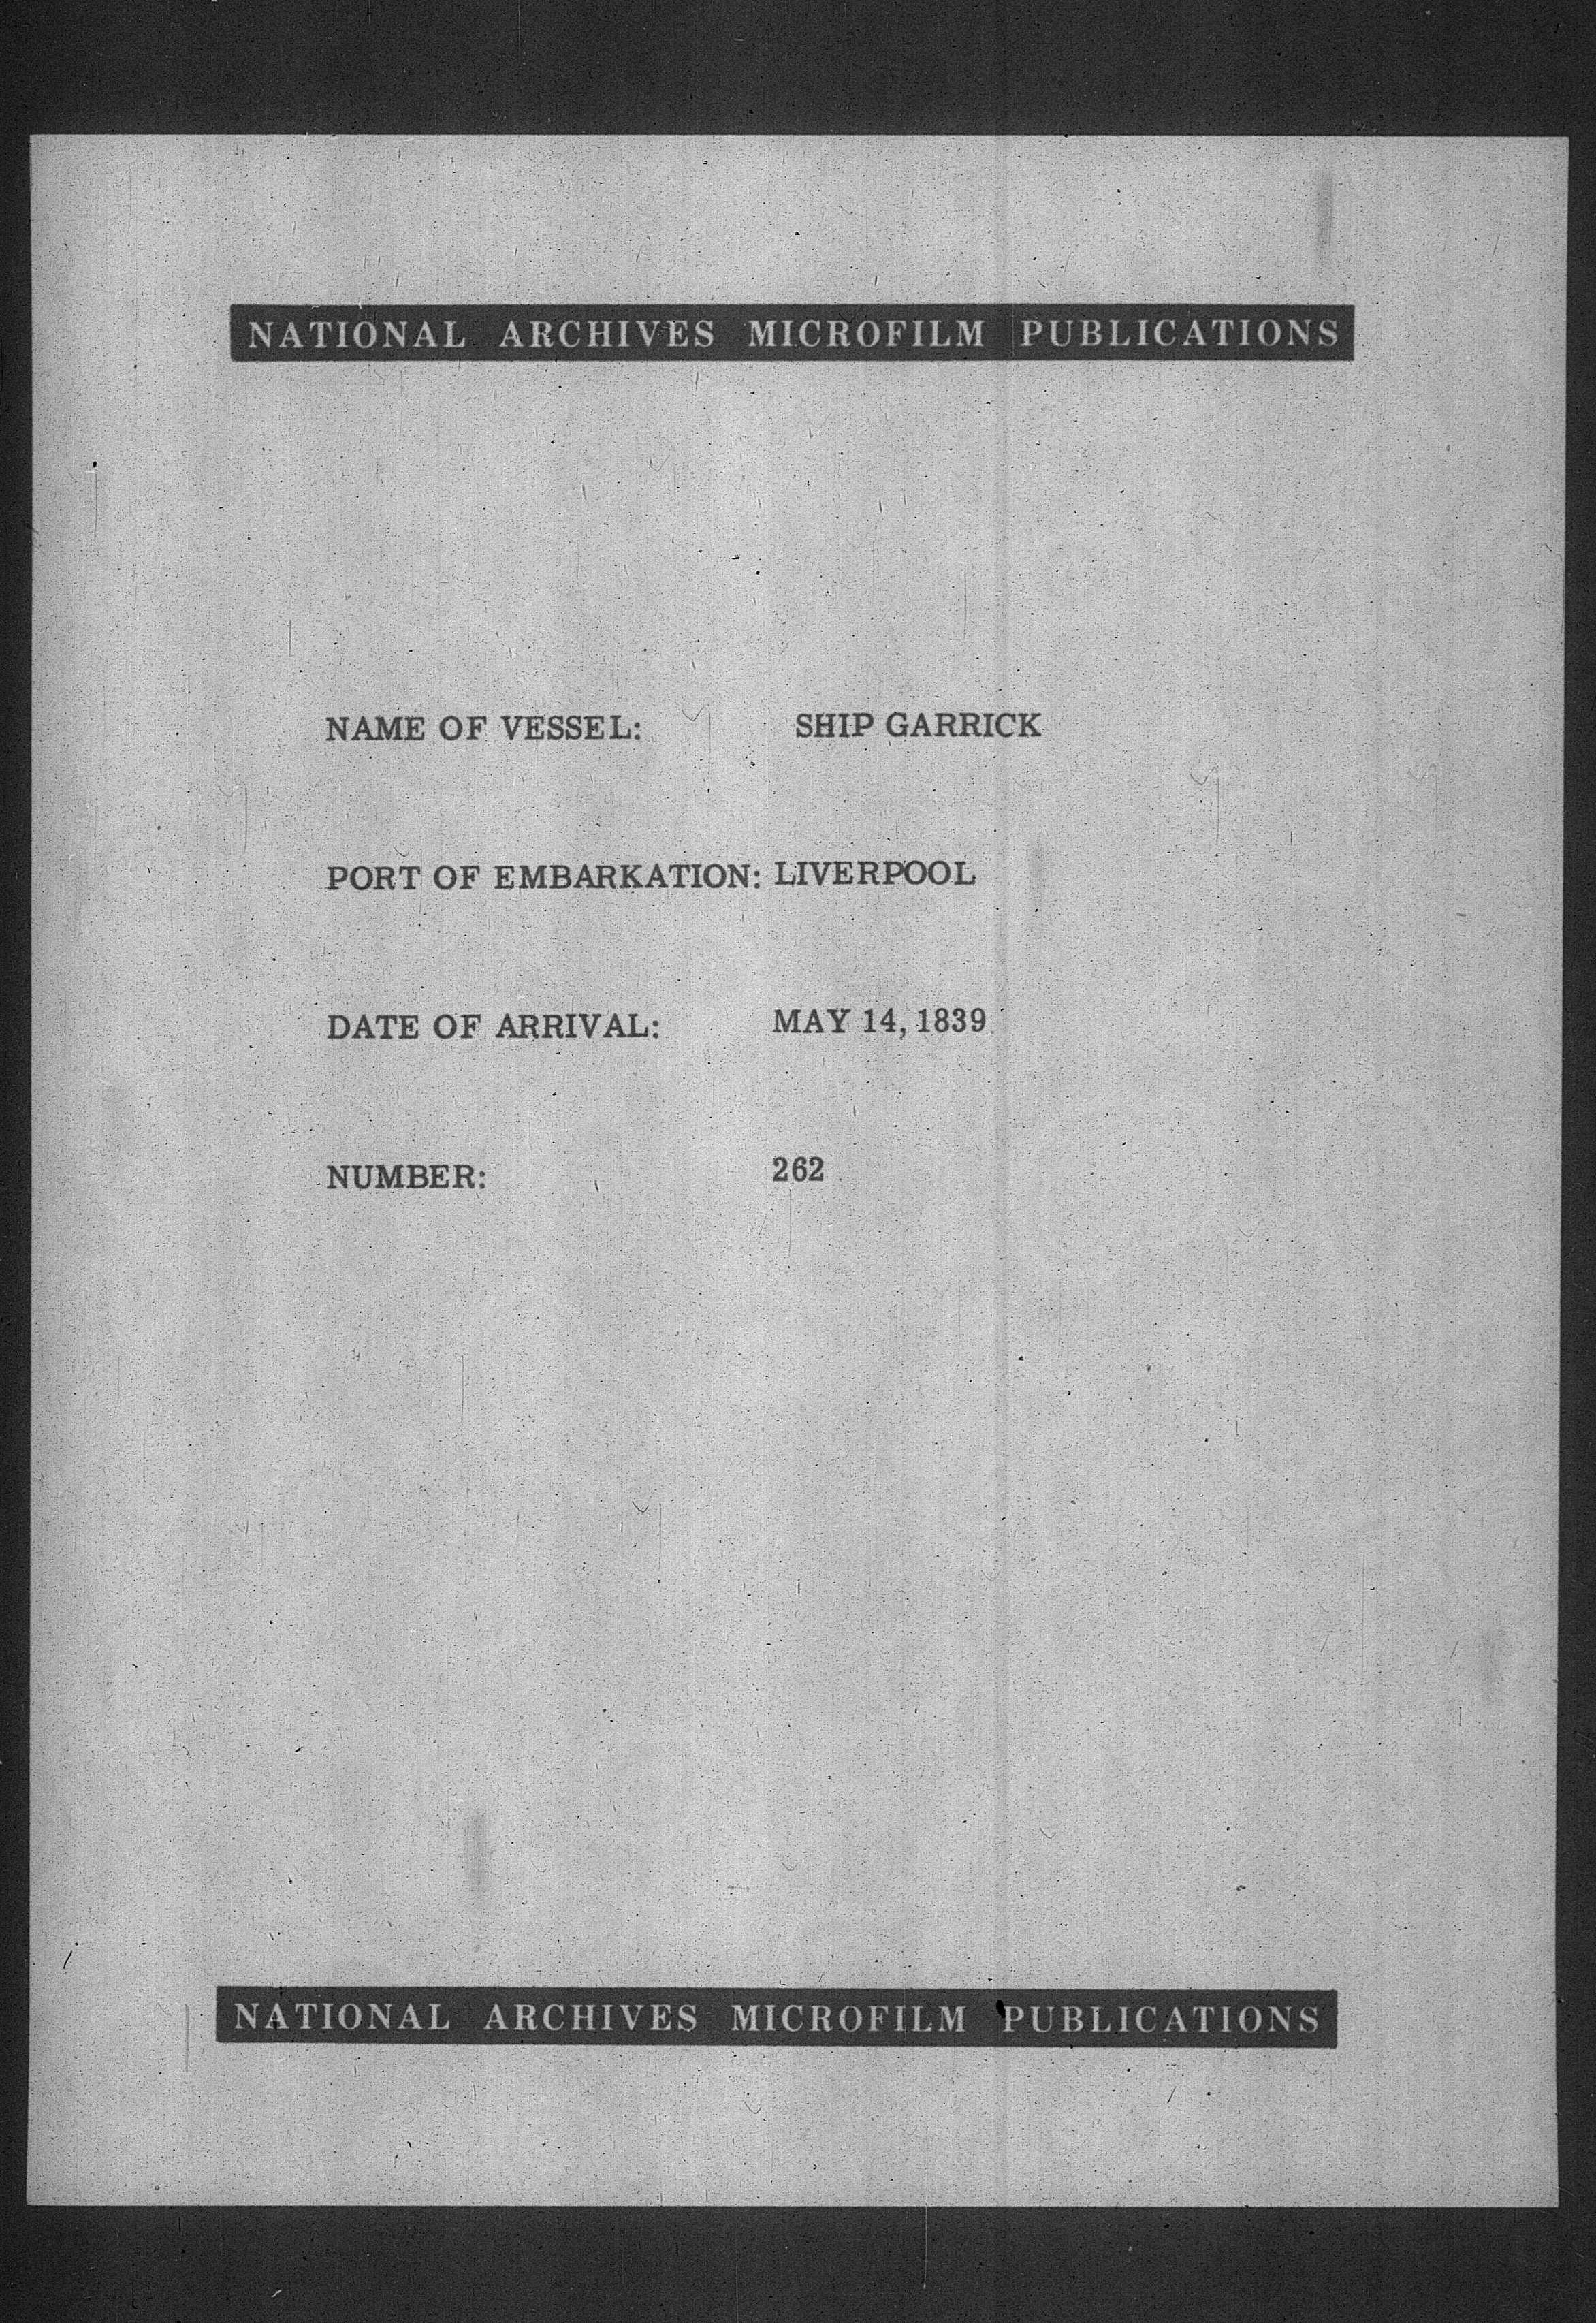 NATIONAL ARCHIVES MICROFILM PUBLICATIONS
NAME OF VESSEL: SHIP GARRICK
PORT OF EMBARKATION: LIVERPOOL
DATE OF ARRIVAL: MAY 14, 1839
NUMBER: 262
NATIONAL ARCHIVES MICROFILM PUBLICATIONS